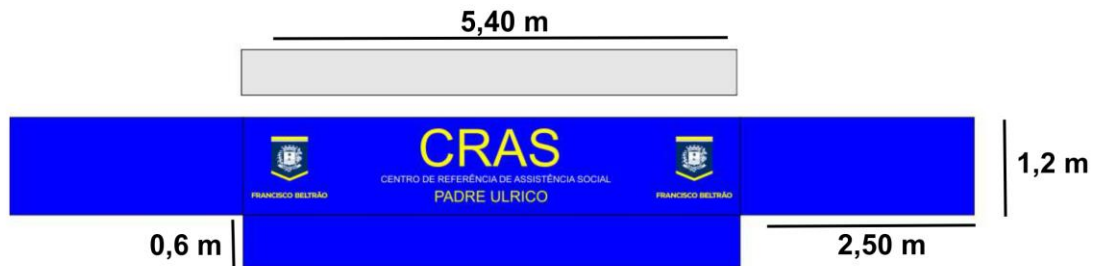 5,40 m
CRAS
CENTRO DE REFERÊNCIA DE ASSISTÊNCIA SOCIAL
PADRE ULRICO
FRANCISCO BELTRÃO
FRANCISCO BELTRÃO
1,2 m
0,6 m
2,50 m